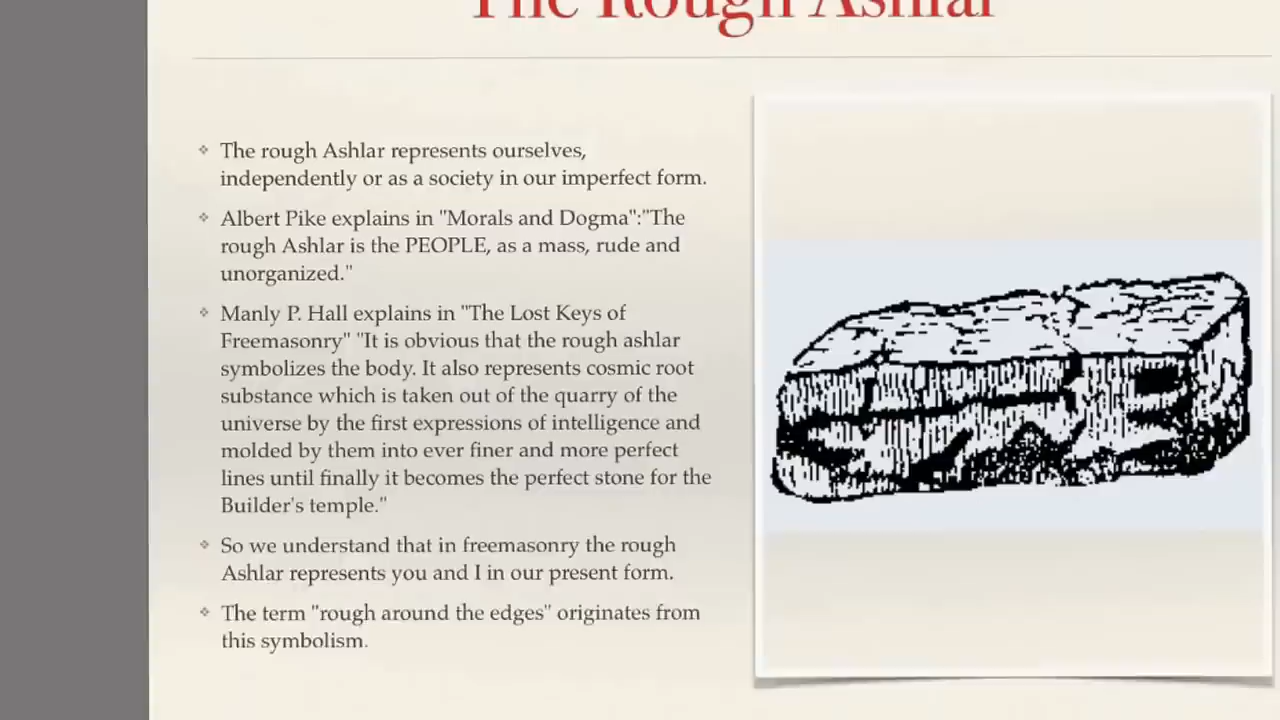 The Rough Ashlar
The rough Ashlar represents ourselves,
independently or as a society in our imperfect form.
Albert Pike explains in "Morals and Dogma":"The
rough Ashlar is the PEOPLE, as a mass, rude and
unorganized."
Manly P. Hall explains in "The Lost Keys of
Freemasonry" "It is obvious that the rough ashlar
symbolizes the body. It also represents cosmic root
substance which is taken out of the quarry of the
universe by the first expressions of intelligence and
molded by them into ever finer and more perfect
lines until finally it becomes the perfect stone for the
Builder's temple."
So we understand that in freemasonry the rough
Ashlar represents you and I in our present form.
The term "rough around the edges" originates from
this symbolism.